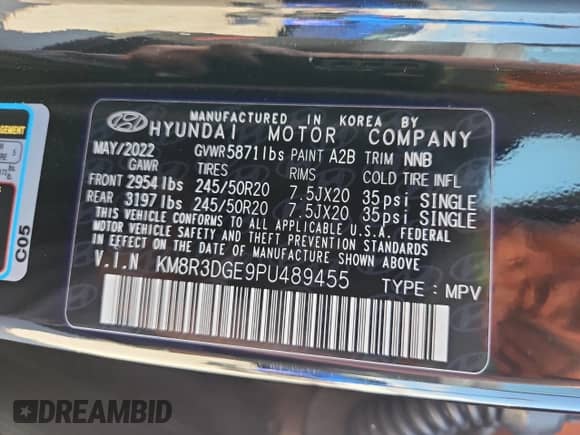 MANUFACTURED IN KOREA BY
HYUNDAI MOTOR COMPANY
MAY/2022 GVWR 5871 lbs PAINT A2B TRIM NNB
GAWR TIRES RIMS COLD TIRE INFL
FRONT 2954 lbs 245/50R20 7.5JX20 35psi SINGLE
REAR 3197 lbs 245/50R20 7.5JX20 35psi SINGLE
THIS VEHICLE CONFORMS TO ALL APPLICABLE U.S.A. FEDERAL
MOTOR VEHICLE SAFETY, BUMPER, AND THEFT PREVENTION STANDARDS
IN EFFECT ON THE DATE OF MANUFACTURE SHOWN ABOVE.
V.I.N KM8R3DGE9PU489455 TYPE : MPV
C05
DREAMBID